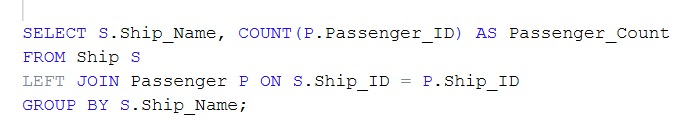 SELECT S.Ship_Name, COUNT(P.Passenger_ID) AS Passenger_Count
FROM Ship S
LEFT JOIN Passenger P ON S.Ship_ID = P.Ship_ID
GROUP BY S.Ship_Name;